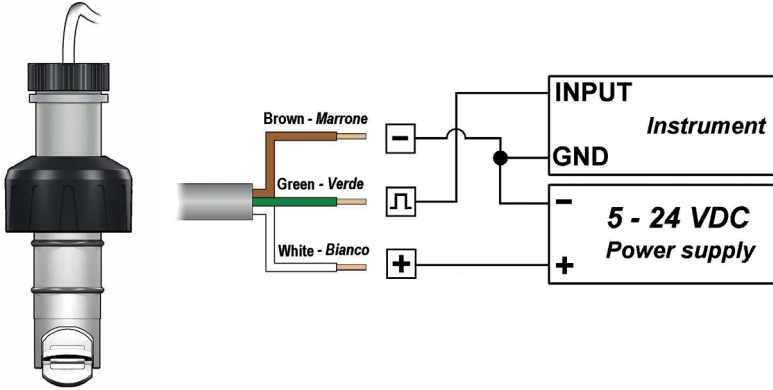 Brown - Marrone
-
Green - Verde
White - Bianco
+
INPUT
Instrument
GND
-
5 - 24 VDC
Power supply
+